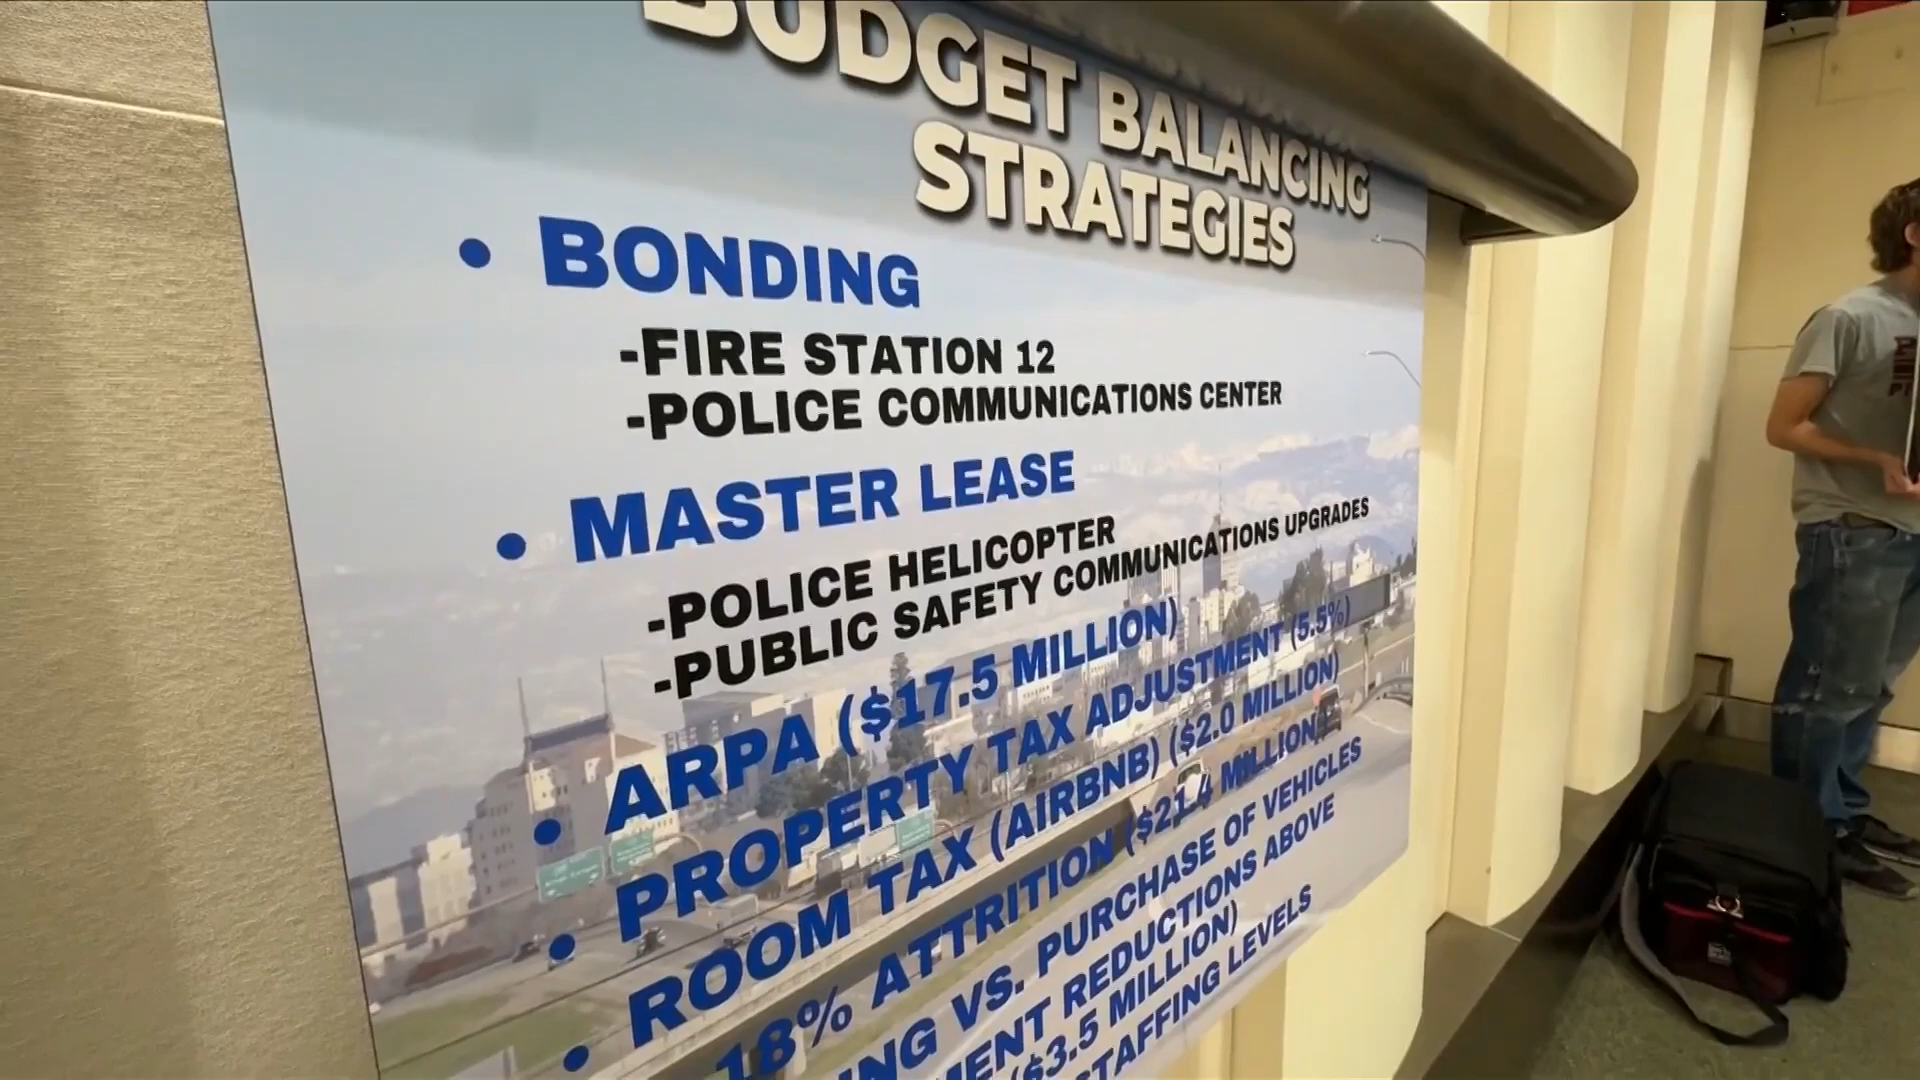 BUDGET BALANCING
STRATEGIES
• BONDING
-FIRE STATION 12
-POLICE COMMUNICATIONS CENTER
• MASTER LEASE
-POLICE HELICOPTER
-PUBLIC SAFETY COMMUNICATIONS UPGRADES
• ARPA ($17.5 MILLION)
• PROPERTY TAX ADJUSTMENT (5.5%)
• ROOM TAX (AIRBNB) ($2.0 MILLION)
18% ATTRITION ($21.4 MILLION)
VS. PURCHASE OF VEHICLES
REDUCTIONS ABOVE
($3.5 MILLION)
STAFFING LEVELS